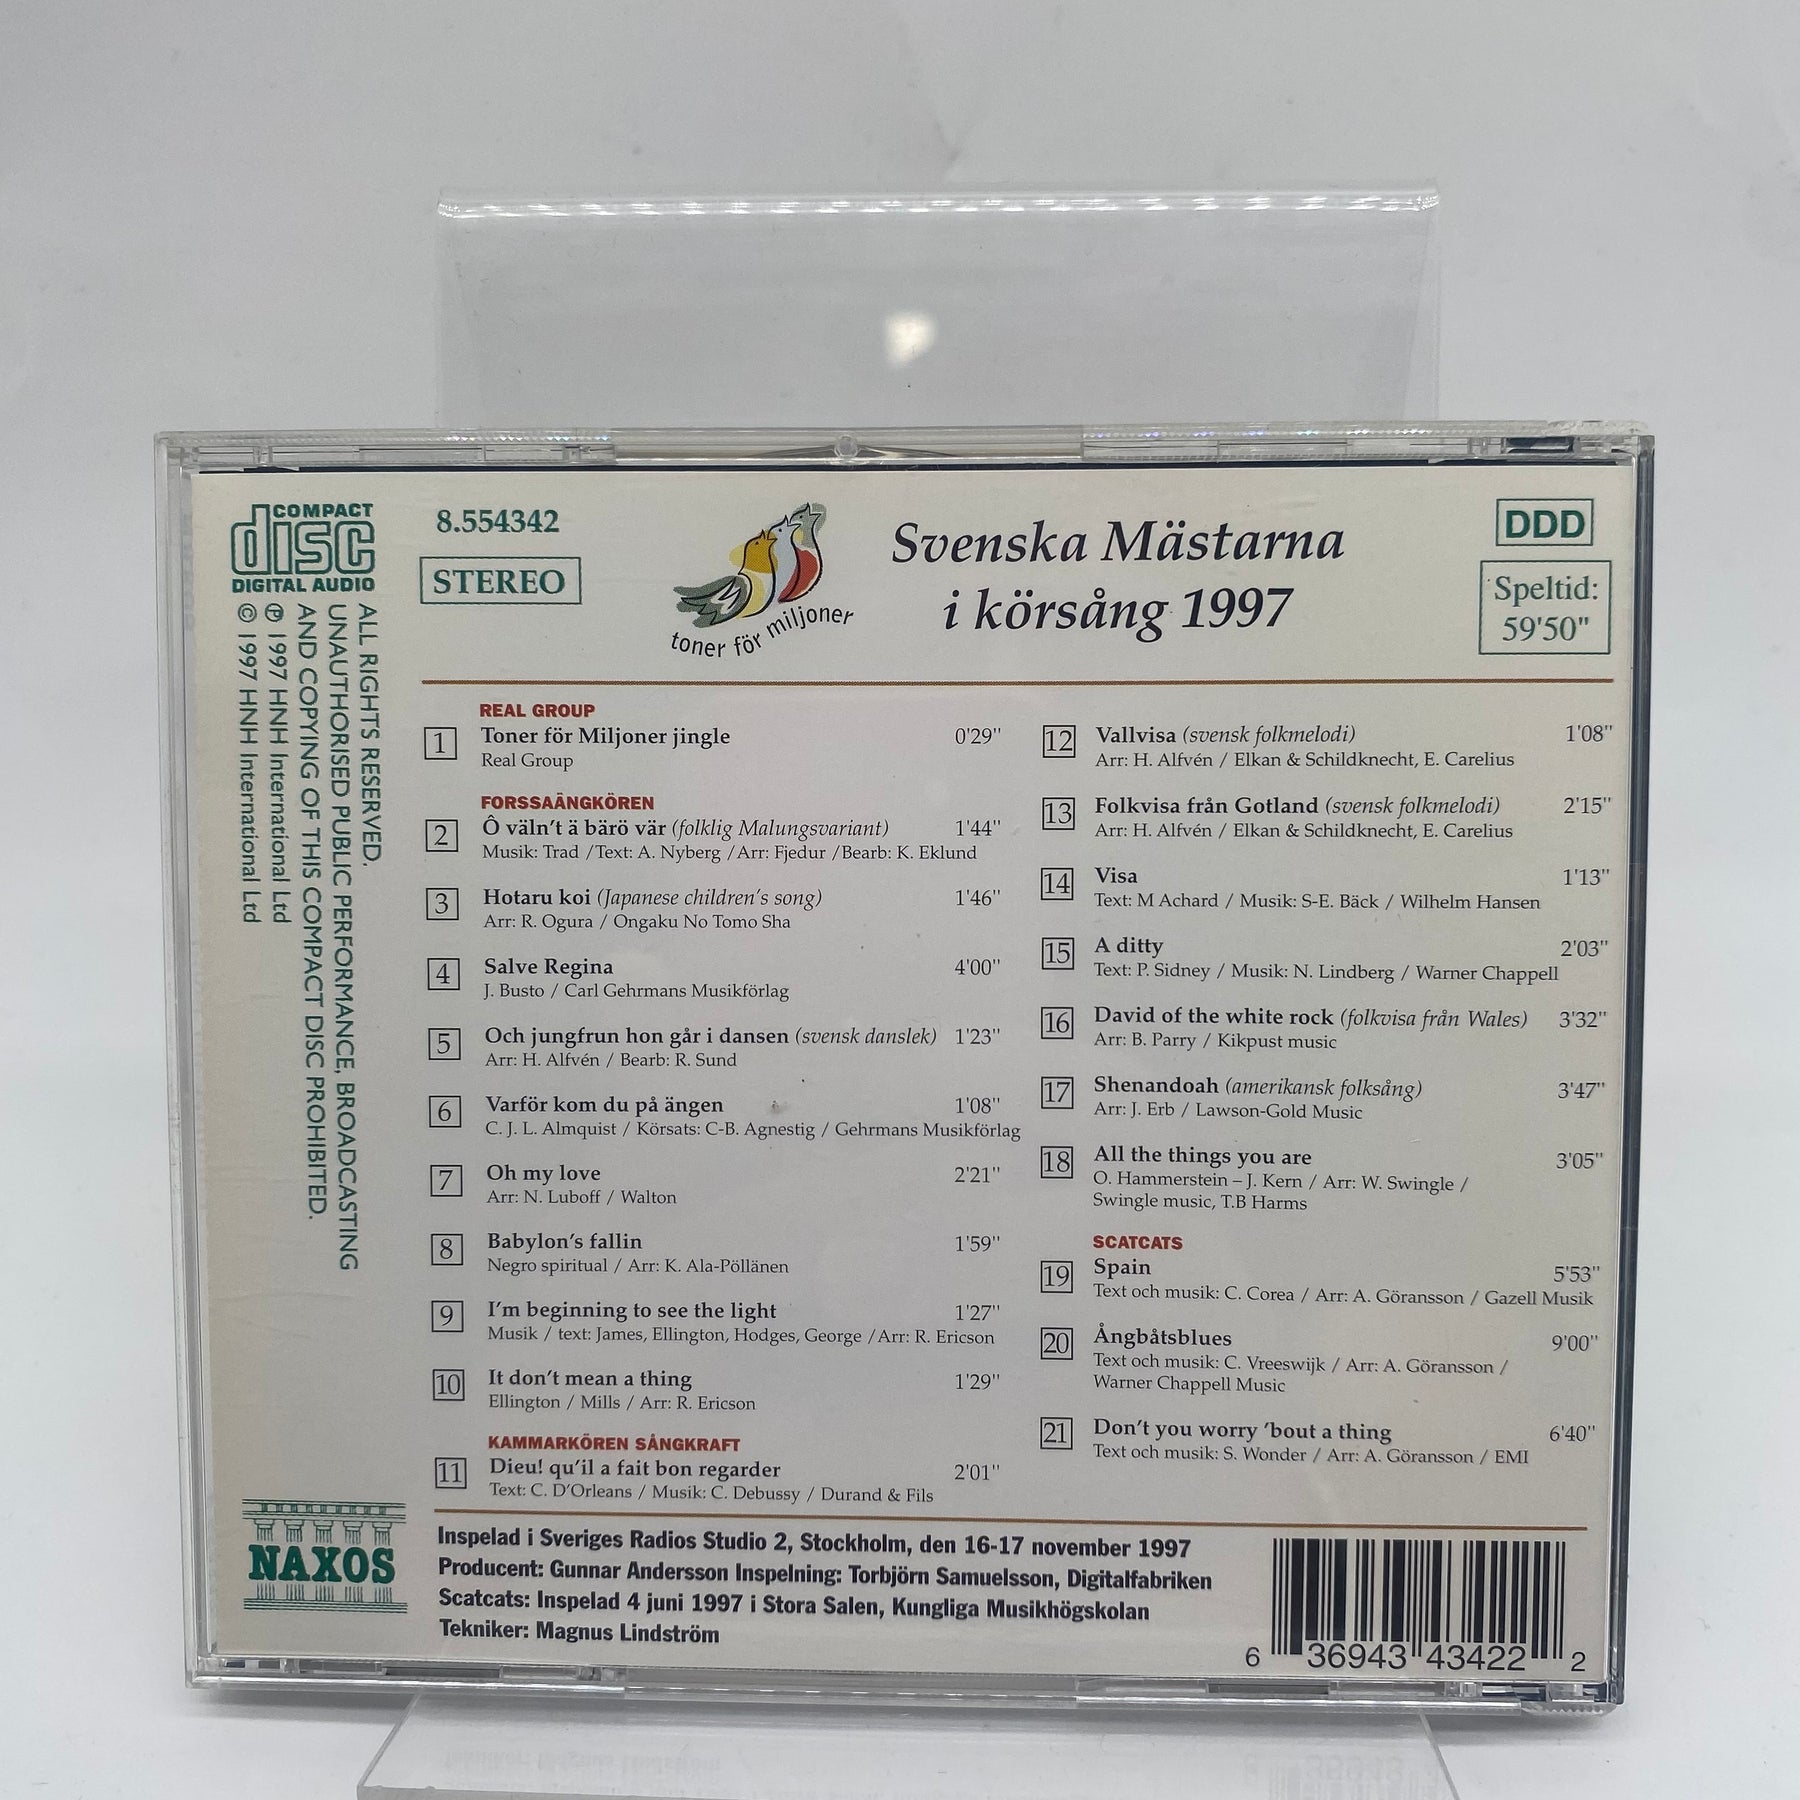 COMPACT
disc
DIGITAL AUDIO
8.554342
STEREO
toner för miljoner
Svenska Mästarna
i körsång 1997
DDD
Speltid:
59'50"
ALL RIGHTS RESERVED.
UNAUTHORISED PUBLIC PERFORMANCE, BROADCASTING
AND COPYING OF THIS COMPACT DISC PROHIBITED.
℗ 1997 HNH International Ltd
© 1997 HNH International Ltd
REAL GROUP
1 Toner för Miljoner jingle 0'29"
Real Group
FORSSAÄNGKÖREN
2 Ô väln't ä bärö vär (folklig Malungsvariant) 1'44"
Musik: Trad /Text: A. Nyberg /Arr: Fjedur /Bearb: K. Eklund
3 Hotaru koi (Japanese children's song) 1'46"
Arr: R. Ogura / Ongaku No Tomo Sha
4 Salve Regina 4'00"
J. Busto / Carl Gehrmans Musikförlag
5 Och jungfrun hon går i dansen (svensk danslek) 1'23"
Arr: H. Alfvén / Bearb: R. Sund
6 Varför kom du på ängen 1'08"
C. J. L. Almquist / Körsats: C-B. Agnestig / Gehrmans Musikförlag
7 Oh my love 2'21"
Arr: N. Luboff / Walton
8 Babylon's fallin 1'59"
Negro spiritual / Arr: K. Ala-Pöllänen
9 I'm beginning to see the light 1'27"
Musik / text: James, Ellington, Hodges, George /Arr: R. Ericson
10 It don't mean a thing 1'29"
Ellington / Mills / Arr: R. Ericson
KAMMARKÖREN SÅNGKRAFT
11 Dieu! qu'il a fait bon regarder 2'01"
Text: C. D'Orleans / Musik: C. Debussy / Durand & Fils
12 Vallvisa (svensk folkmelodi) 1'08"
Arr: H. Alfvén / Elkan & Schildknecht, E. Carelius
13 Folkvisa från Gotland (svensk folkmelodi) 2'15"
Arr: H. Alfvén / Elkan & Schildknecht, E. Carelius
14 Visa 1'13"
Text: M Achard / Musik: S-E. Bäck / Wilhelm Hansen
15 A ditty 2'03"
Text: P. Sidney / Musik: N. Lindberg / Warner Chappell
16 David of the white rock (folkvisa från Wales) 3'32"
Arr: B. Parry / Kikpust music
17 Shenandoah (amerikansk folksång) 3'47"
Arr: J. Erb / Lawson-Gold Music
18 All the things you are 3'05"
O. Hammerstein – J. Kern / Arr: W. Swingle /
Swingle music, T.B Harms
SCATCATS
19 Spain 5'53"
Text och musik: C. Corea / Arr: A. Göransson / Gazell Musik
20 Ångbåtsblues 9'00"
Text och musik: C. Vreeswijk / Arr: A. Göransson /
Warner Chappell Music
21 Don't you worry 'bout a thing 6'40"
Text och musik: S. Wonder / Arr: A. Göransson / EMI
NAXOS
Inspelad i Sveriges Radios Studio 2, Stockholm, den 16-17 november 1997
Producent: Gunnar Andersson Inspelning: Torbjörn Samuelsson, Digitalfabriken
Scatcats: Inspelad 4 juni 1997 i Stora Salen, Kungliga Musikhögskolan
Tekniker: Magnus Lindström
6 36943 43422 2